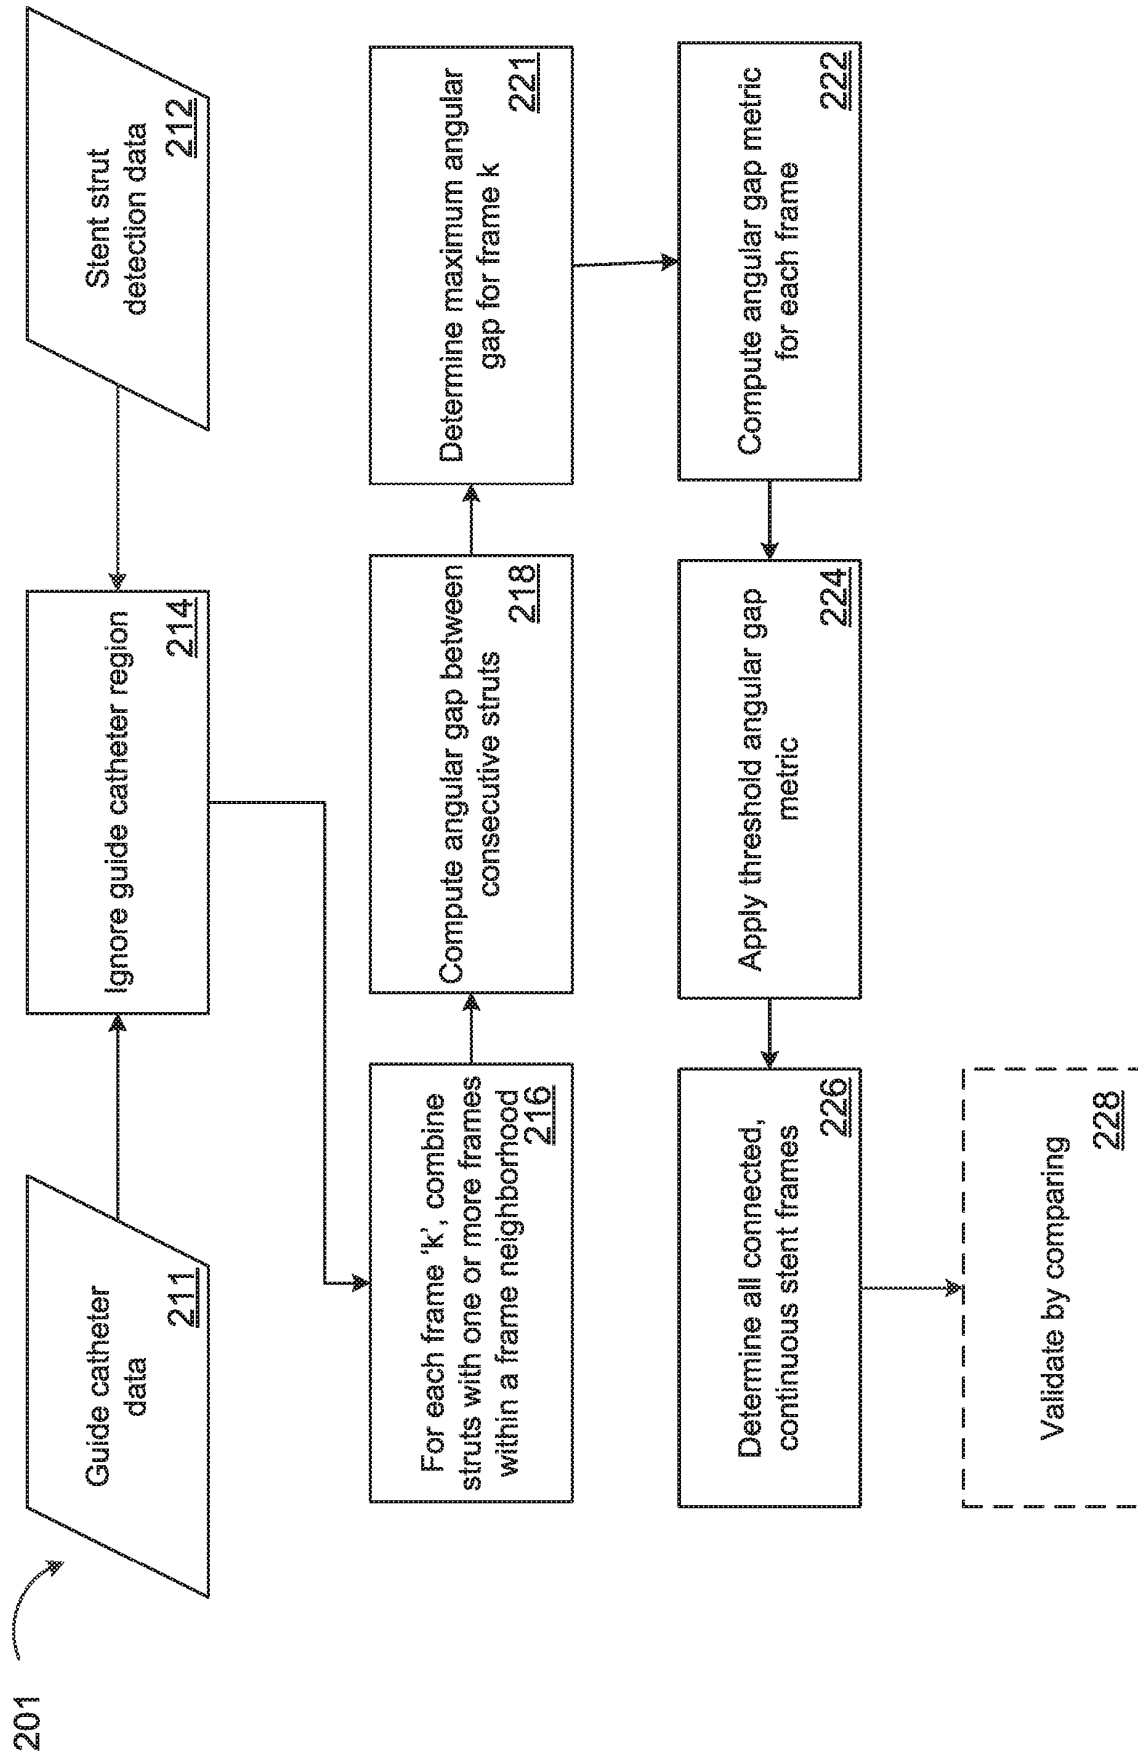 201
Guide catheter
data
211
Ignore guide catheter region
214
Stent strut
detection data
212
For each frame 'k', combine
struts with one or more frames
within a frame neighborhood
216
Compute angular gap between
consecutive struts
218
Determine maximum angular
gap for frame k
221
Compute angular gap metric
for each frame
222
Apply threshold angular gap
metric
224
Determine all connected,
continuous stent frames
226
Validate by comparing
228